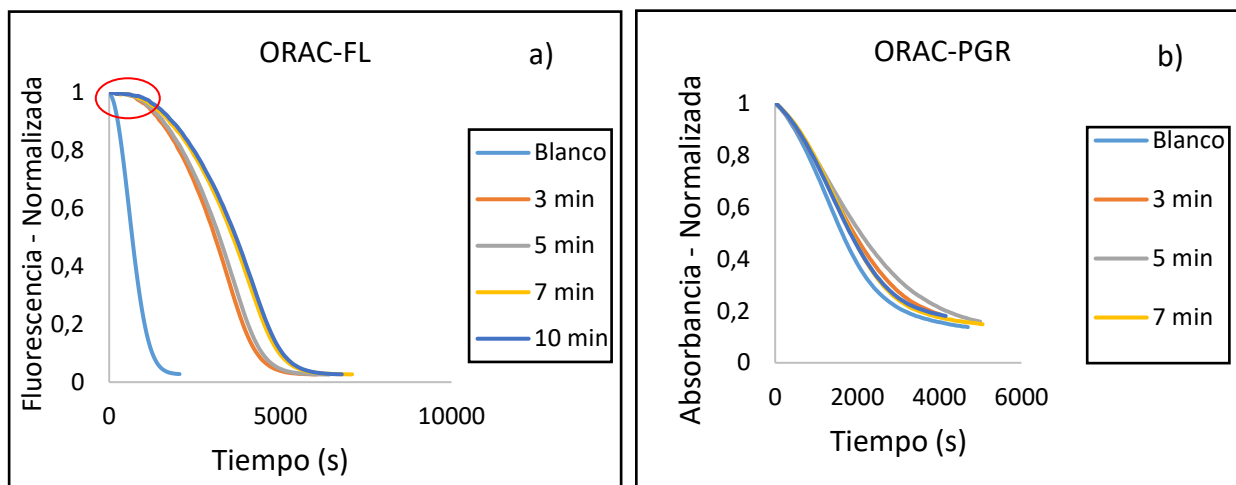 ORAC-FL
a)
Fluorescencia - Normalizada
1
0,8
0,6
0,4
0,2
0
0
5000
10000
Tiempo (s)
Blanco
3 min
5 min
7 min
10 min
ORAC-PGR
b)
Absorbancia - Normalizada
1
0,8
0,6
0,4
0,2
0
0
2000
4000
6000
Tiempo (s)
Blanco
3 min
5 min
7 min